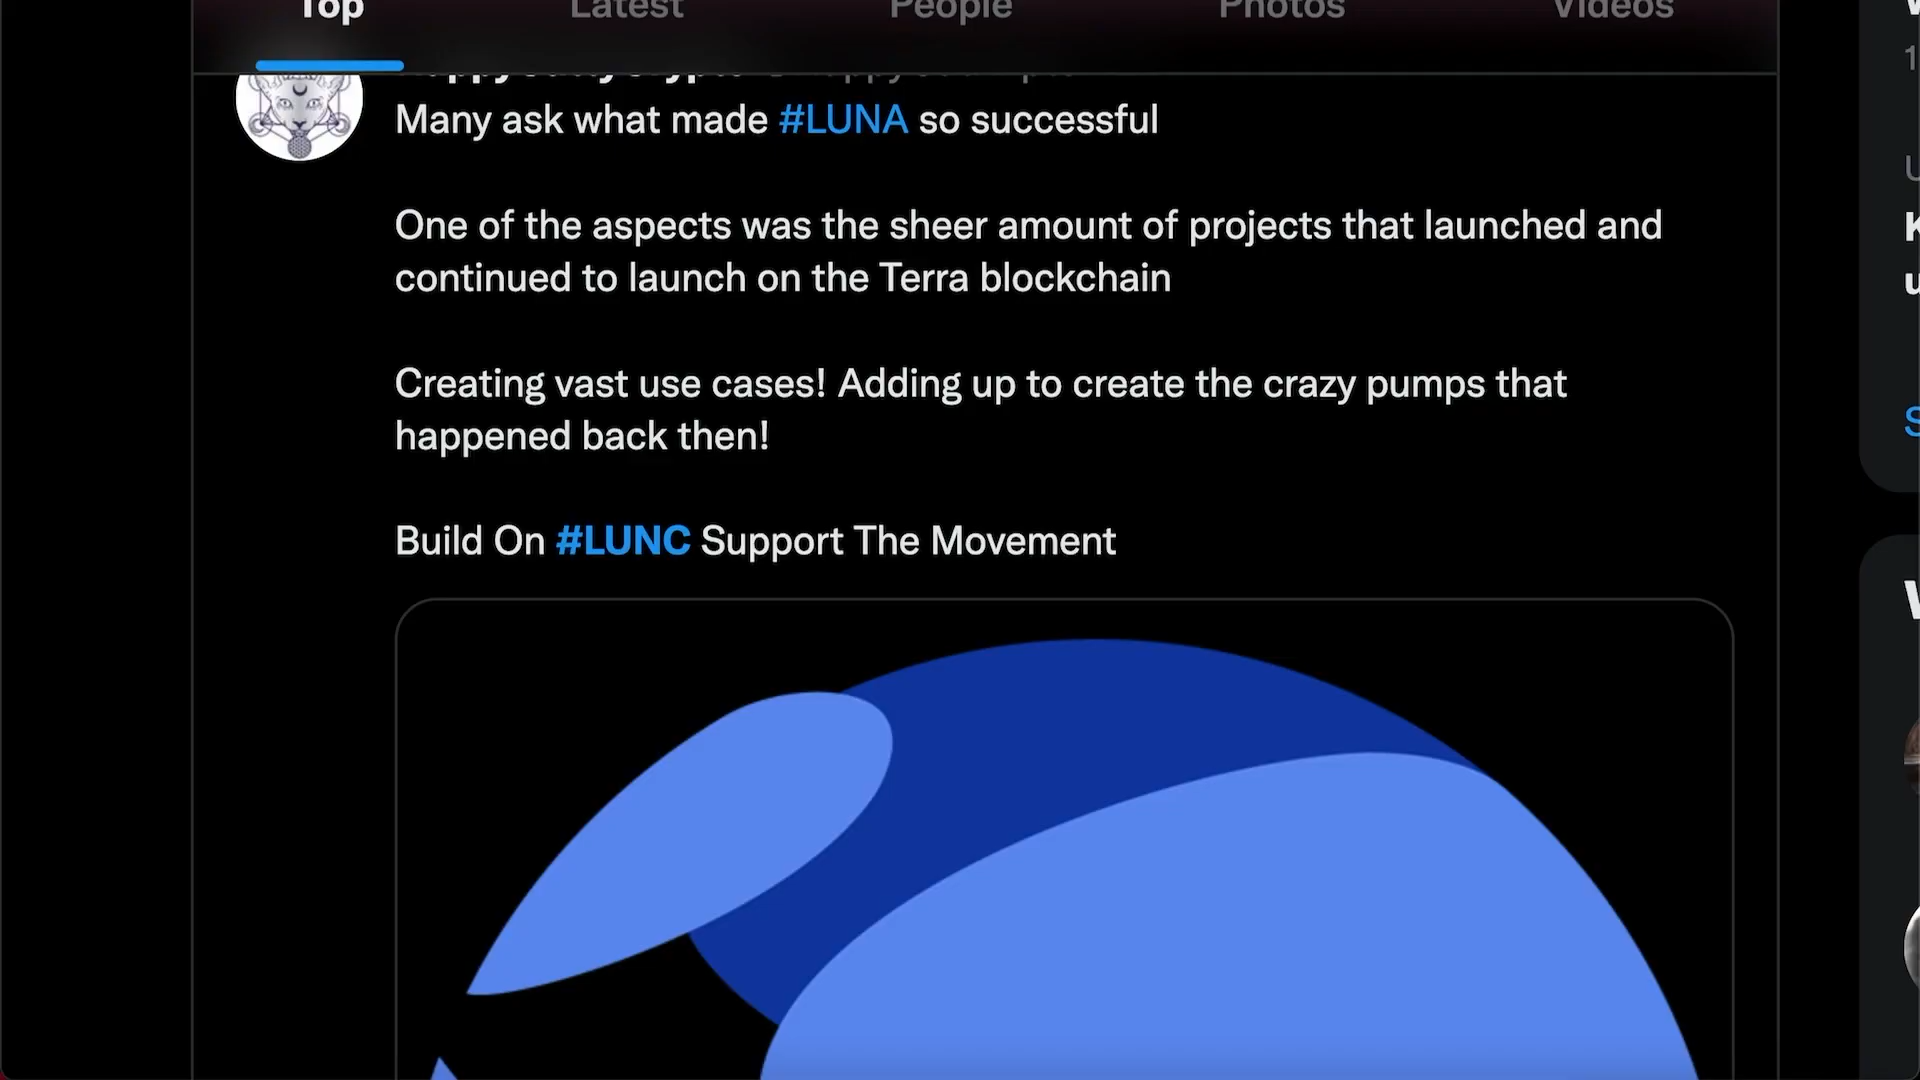 Top Latest People Photos Videos
Many ask what made #LUNA so successful
One of the aspects was the sheer amount of projects that launched and
continued to launch on the Terra blockchain
Creating vast use cases! Adding up to create the crazy pumps that
happened back then!
Build On #LUNC Support The Movement